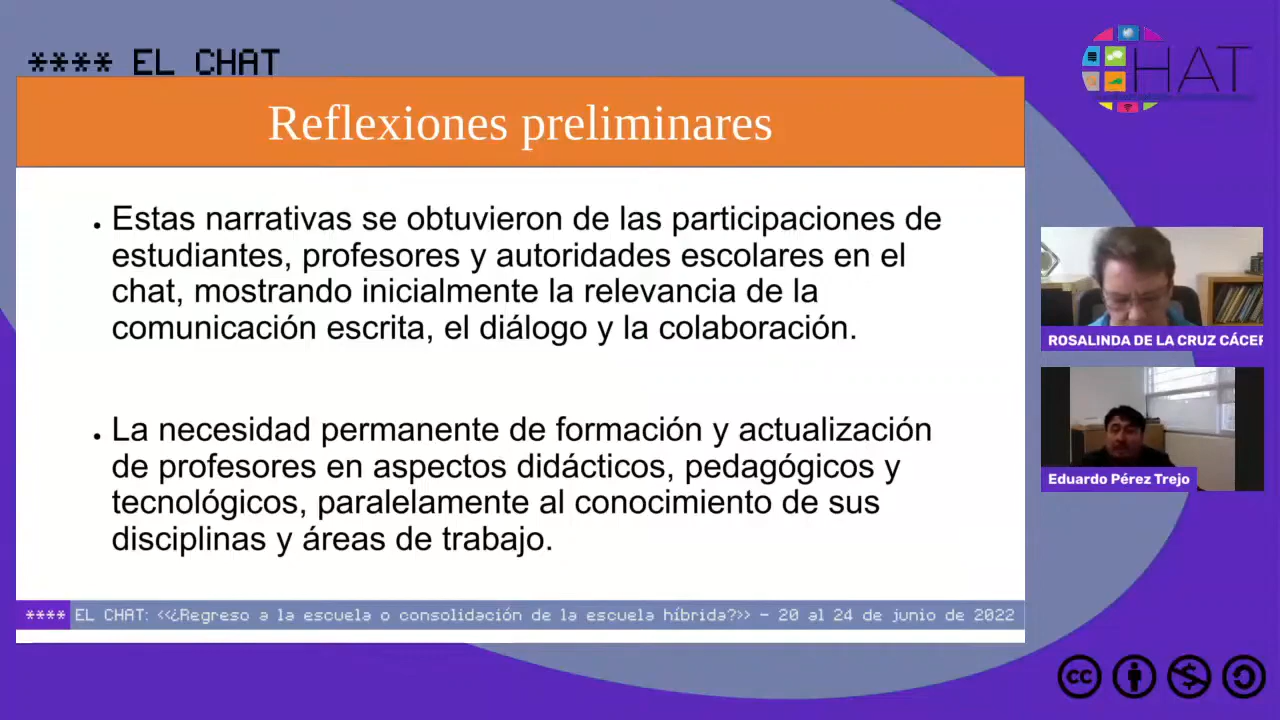 **** EL CHAT
HAT
Reflexiones preliminares
• Estas narrativas se obtuvieron de las participaciones de
estudiantes, profesores y autoridades escolares en el
chat, mostrando inicialmente la relevancia de la
comunicación escrita, el diálogo y la colaboración.
• La necesidad permanente de formación y actualización
de profesores en aspectos didácticos, pedagógicos y
tecnológicos, paralelamente al conocimiento de sus
disciplinas y áreas de trabajo.
ROSALINDA DE LA CRUZ CÁCER
Eduardo Pérez Trejo
**** EL CHAT: <<¿Regreso a la escuela o consolidación de la escuela híbrida?>> - 20 al 24 de junio de 2022
cc